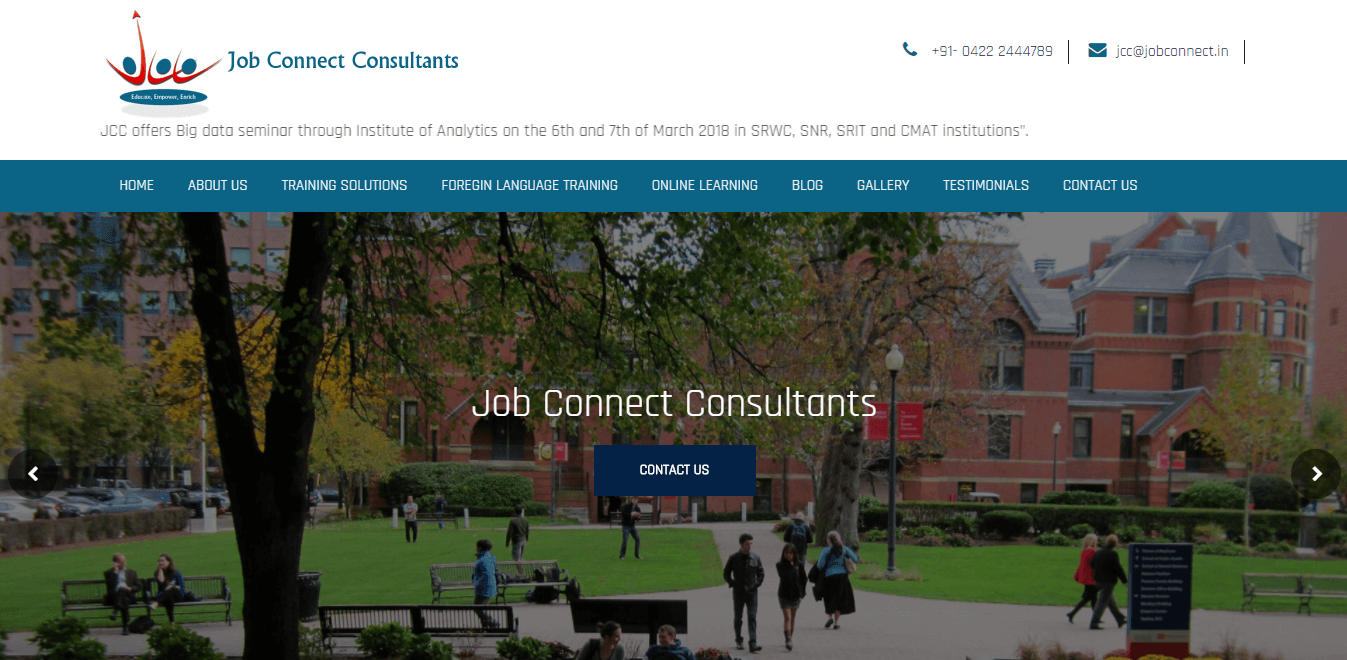 Job Connect Consultants
Educate, Empower, Enrich
+91- 0422 2444789
jcc@jobconnect.in
JCC offers Big data seminar through Institute of Analytics on the 6th and 7th of March 2018 in SRWC, SNR, SRIT and CMAT institutions".
HOME ABOUT US TRAINING SOLUTIONS FOREGIN LANGUAGE TRAINING ONLINE LEARNING BLOG GALLERY TESTIMONIALS CONTACT US
Job Connect Consultants
CONTACT US